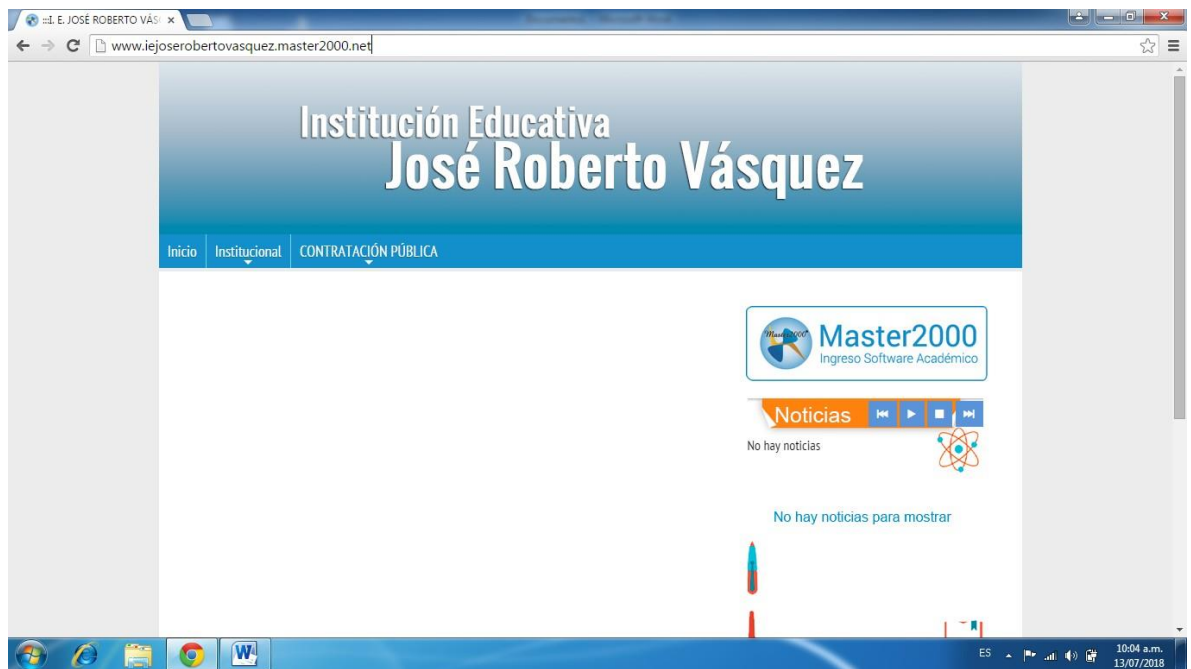 :::I. E. JOSÉ ROBERTO VÁS
www.iejoserobertovasquez.master2000.net
Institución Educativa
José Roberto Vásquez
Inicio Institucional CONTRATACIÓN PÚBLICA
"Master2000"
Master2000
Ingreso Software Académico
Noticias
No hay noticias
No hay noticias para mostrar
W
ES
10:04 a.m.
13/07/2018